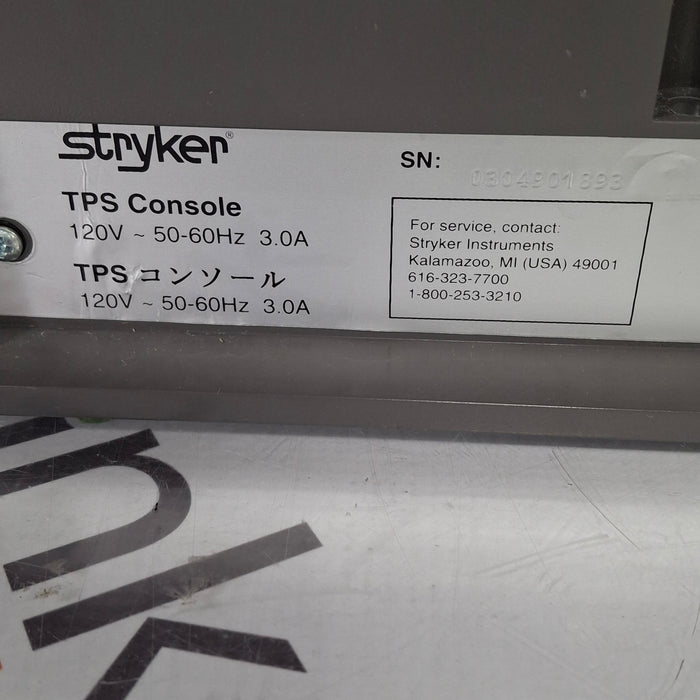 stryker®
TPS Console
120V ~ 50-60Hz 3.0A
TPS コンソール
120V ~ 50-60Hz 3.0A
SN: 0304901893
For service, contact:
Stryker Instruments
Kalamazoo, MI (USA) 49001
616-323-7700
1-800-253-3210
ink